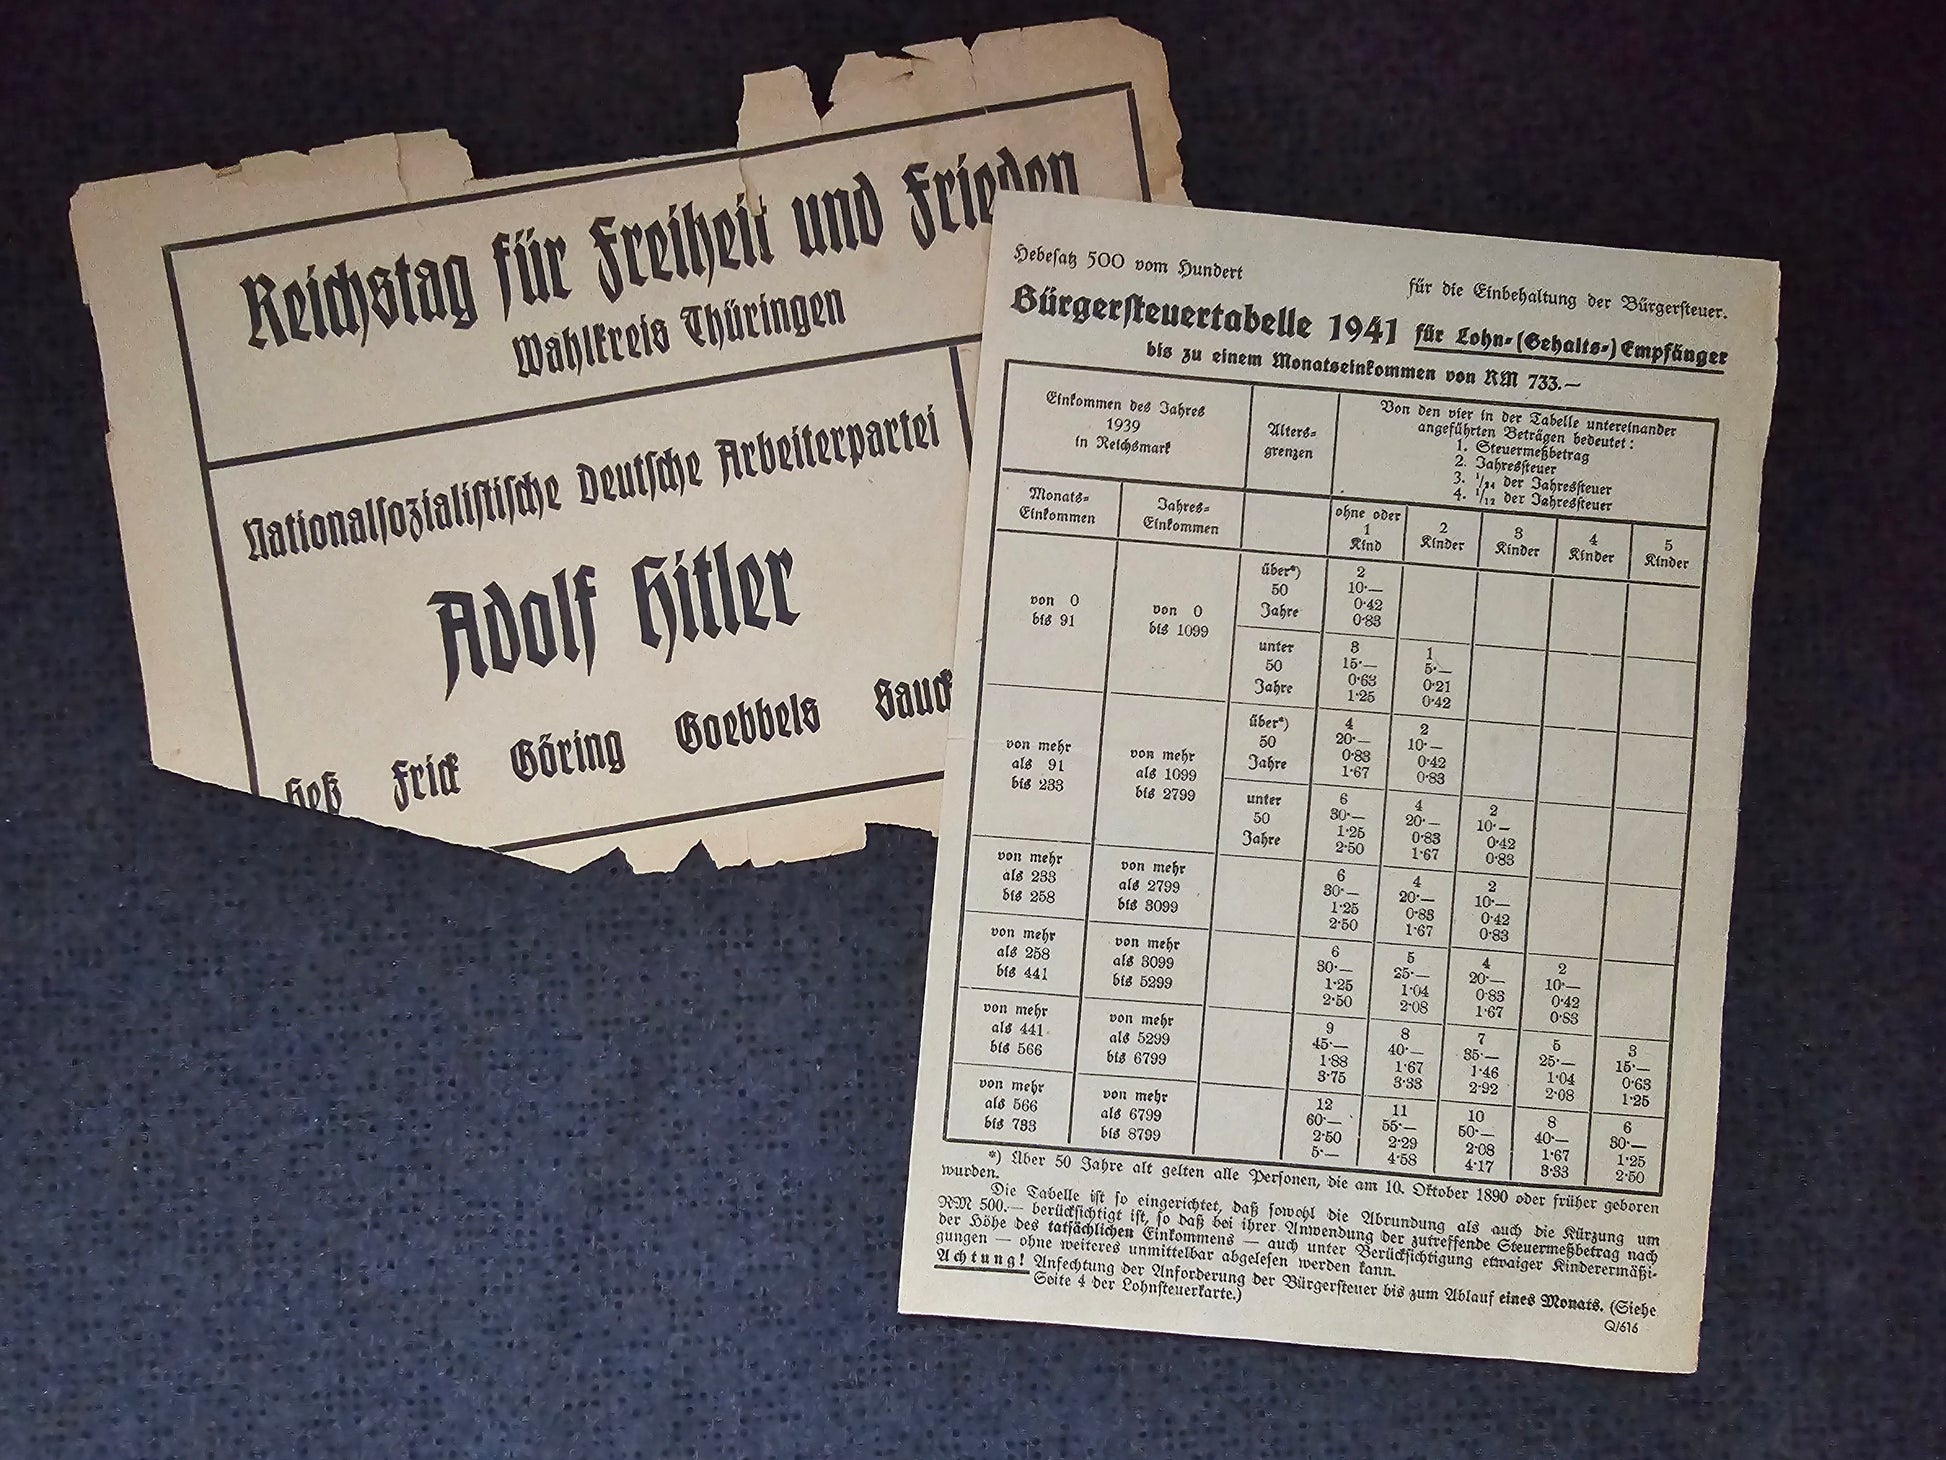 Reichstag für Freiheit und Frieden
Wahlkreis Thüringen
Nationalsozialistische Deutsche Arbeiterpartei
Adolf Hitler
Heß Frick Göring Goebbels Sauck
Hebesatz 500 vom Hundert
für die Einbehaltung der Bürgersteuer.
Bürgersteuertabelle 1941 für Lohn-(Gehalts-)Empfänger
bis zu einem Monatseinkommen von RM 733.—
Einkommen des Jahres
1939
in Reichsmark
Alters-
grenzen
Von den vier in der Tabelle untereinander
angeführten Beträgen bedeutet:
1. Steuermeßbetrag
2. Jahressteuer
3. 1/24 der Jahressteuer
4. 1/12 der Jahressteuer
Monats-
Einkommen
Jahres-
Einkommen
ohne oder
1
Kind
2
Kinder
3
Kinder
4
Kinder
5
Kinder
von 0
bis 91
von 0
bis 1099
über*)
50
Jahre
2
10·—
0·42
0·83
unter
50
Jahre
3
15·—
0·63
1·25
1
5·—
0·21
0·42
von mehr
als 91
bis 233
von mehr
als 1099
bis 2799
über*)
50
Jahre
4
20·—
0·83
1·67
2
10·—
0·42
0·83
unter
50
Jahre
6
30·—
1·25
2·50
4
20·—
0·83
1·67
2
10·—
0·42
0·83
von mehr
als 233
bis 258
von mehr
als 2799
bis 3099
6
30·—
1·25
2·50
4
20·—
0·83
1·67
2
10·—
0·42
0·83
von mehr
als 258
bis 441
von mehr
als 3099
bis 5299
6
30·—
1·25
2·50
5
25·—
1·04
2·08
4
20·—
0·83
1·67
2
10·—
0·42
0·83
von mehr
als 441
bis 566
von mehr
als 5299
bis 6799
9
45·—
1·88
3·75
8
40·—
1·67
3·33
7
35·—
1·46
2·92
5
25·—
1·04
2·08
3
15·—
0·63
1·25
von mehr
als 566
bis 733
von mehr
als 6799
bis 8799
12
60·—
2·50
5·—
11
55·—
2·29
4·58
10
50·—
2·08
4·17
8
40·—
1·67
3·33
6
30·—
1·25
2·50
*) Über 50 Jahre alt gelten alle Personen, die am 10. Oktober 1890 oder früher geboren
wurden.
Die Tabelle ist so eingerichtet, daß sowohl die Abrundung als auch die Kürzung um
RM 500.— berücksichtigt ist, so daß bei ihrer Anwendung der zutreffende Steuermeßbetrag nach
der Höhe des tatsächlichen Einkommens — auch unter Berücksichtigung etwaiger Kinderermäßi-
gungen — ohne weiteres unmittelbar abgelesen werden kann.
Achtung! Anfechtung der Anforderung der Bürgersteuer bis zum Ablauf eines Monats. (Siehe
Seite 4 der Lohnsteuerkarte.)
Q/616